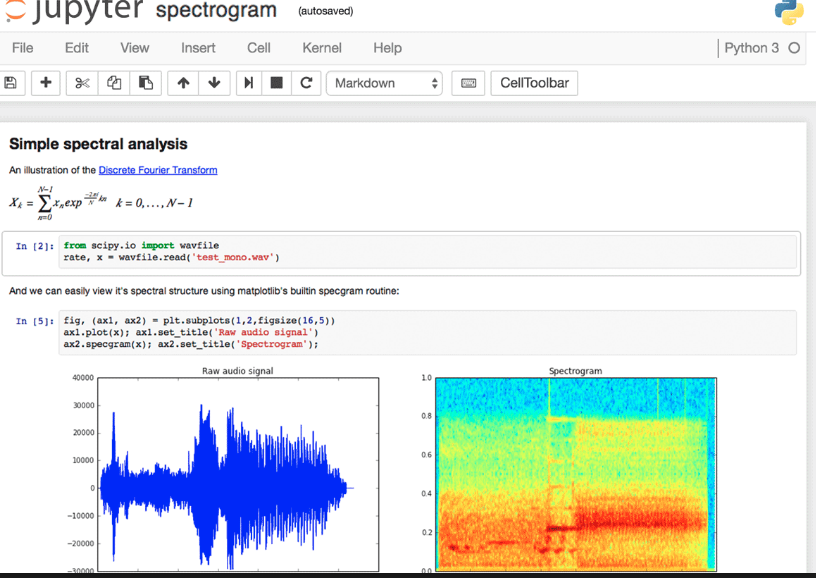 jupyter spectrogram (autosaved)
File Edit View Insert Cell Kernel Help Python 3
Markdown CellToolbar
Simple spectral analysis
An illustration of the Discrete Fourier Transform
X_k = ∑_{n=0}^{N−1} x_n exp^{\frac{−2πi}{N}kn} k = 0, . . . , N − 1
In [2]: from scipy.io import wavfile
rate, x = wavfile.read('test_mono.wav')
And we can easily view it's spectral structure using matplotlib's builtin specgram routine:
In [5]: fig, (ax1, ax2) = plt.subplots(1,2,figsize(16,5))
ax1.plot(x); ax1.set_title('Raw audio signal')
ax2.specgram(x); ax2.set_title('Spectrogram');
Raw audio signal
40000
30000
20000
10000
0
−10000
−20000
−30000
Spectrogram
1.0
0.8
0.6
0.4
0.2
0.0